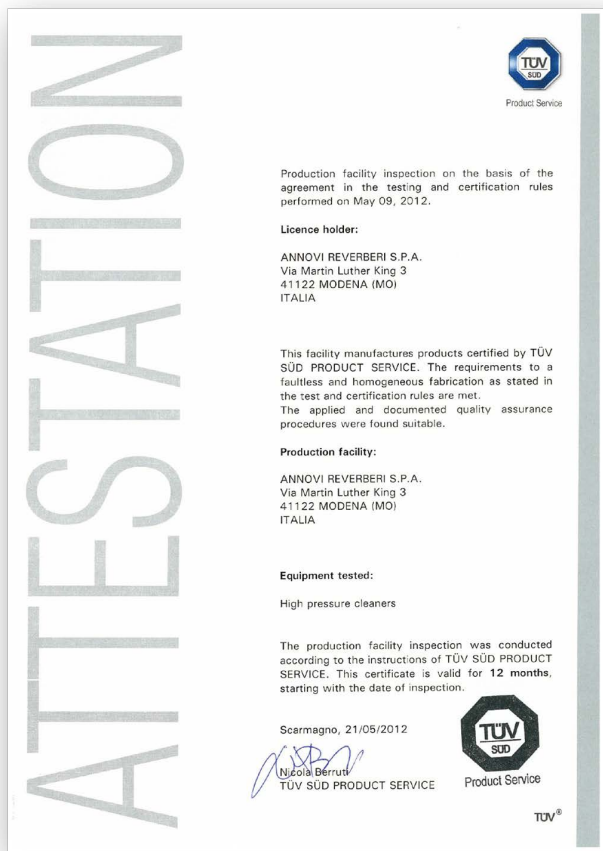 ATTESTATION
TÜV
SÜD
Product Service
Production facility inspection on the basis of the
agreement in the testing and certification rules
performed on May 09, 2012.
Licence holder:
ANNOVI REVERBERI S.P.A.
Via Martin Luther King 3
41122 MODENA (MO)
ITALIA
This facility manufactures products certified by TÜV
SÜD PRODUCT SERVICE. The requirements to a
faultless and homogeneous fabrication as stated in
the test and certification rules are met.
The applied and documented quality assurance
procedures were found suitable.
Production facility:
ANNOVI REVERBERI S.P.A.
Via Martin Luther King 3
41122 MODENA (MO)
ITALIA
Equipment tested:
High pressure cleaners
The production facility inspection was conducted
according to the instructions of TÜV SÜD PRODUCT
SERVICE. This certificate is valid for 12 months,
starting with the date of inspection.
Scarmagno, 21/05/2012
Nicola Berruti
TÜV SÜD PRODUCT SERVICE
TÜV
SÜD
Product Service
TÜV®